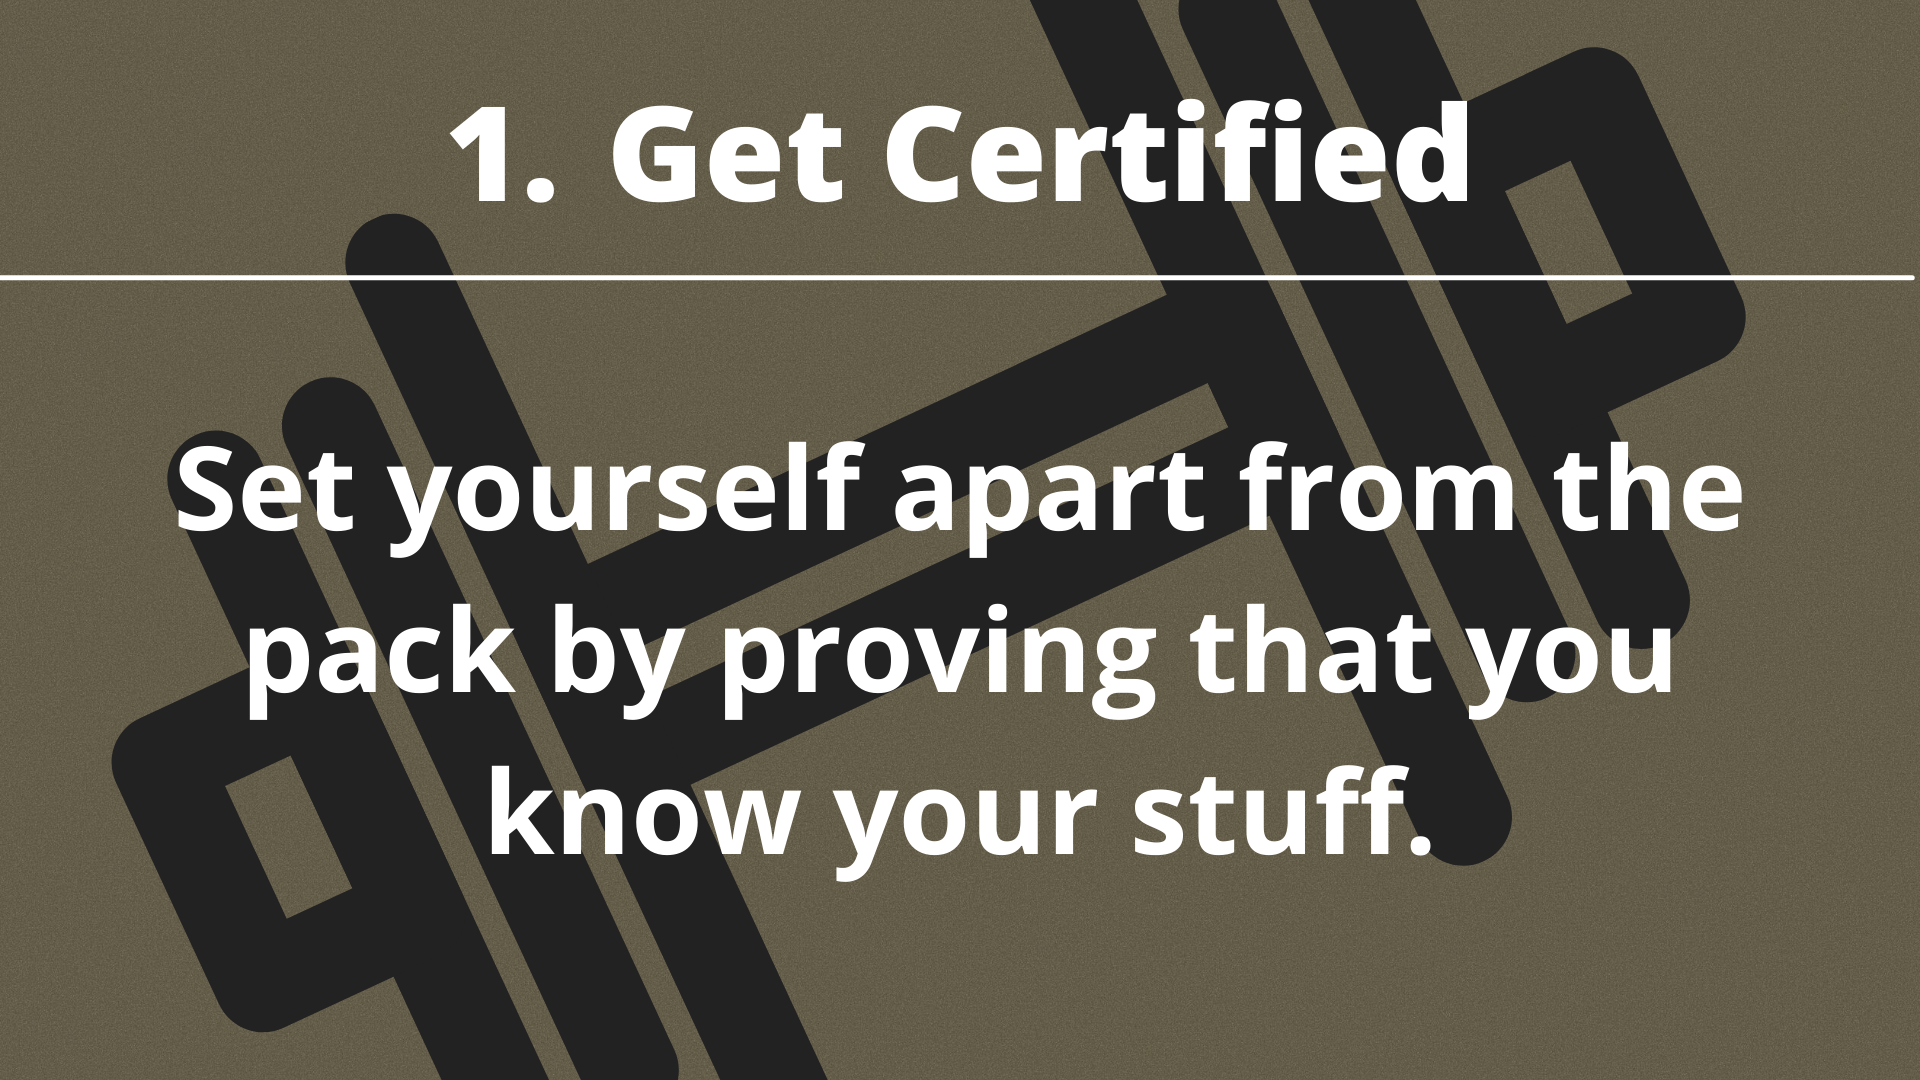 1. Get Certified
Set yourself apart from the
pack by proving that you
know your stuff.